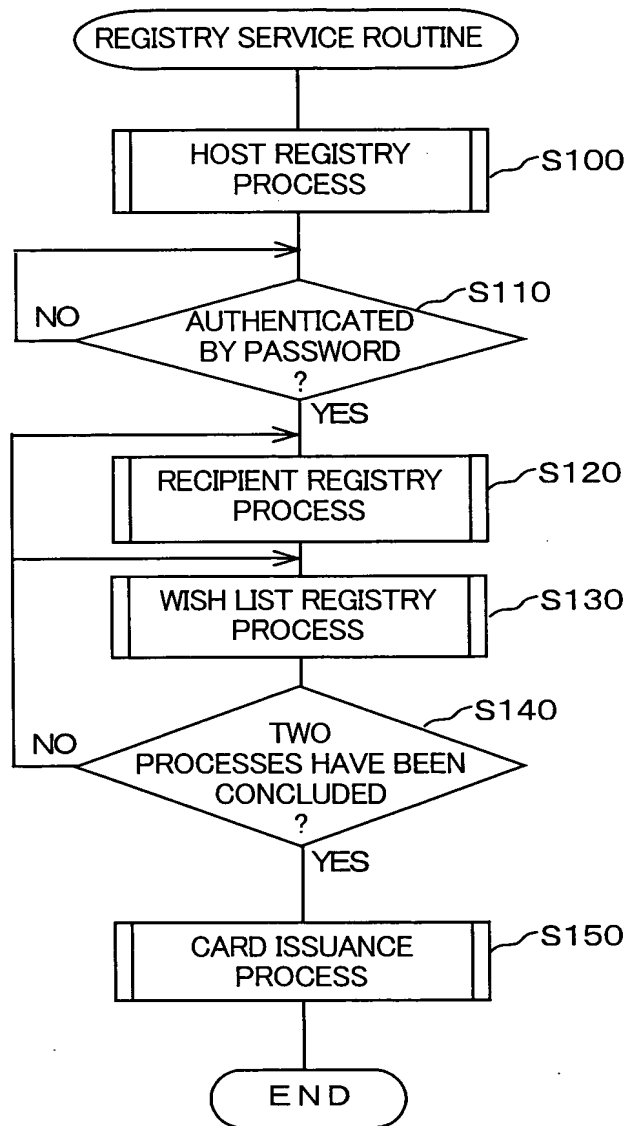 REGISTRY SERVICE ROUTINE
HOST REGISTRY
PROCESS
S100
S110
NO
AUTHENTICATED
BY PASSWORD
?
YES
RECIPIENT REGISTRY
PROCESS
S120
WISH LIST REGISTRY
PROCESS
S130
S140
NO
TWO
PROCESSES HAVE BEEN
CONCLUDED
?
YES
CARD ISSUANCE
PROCESS
S150
END